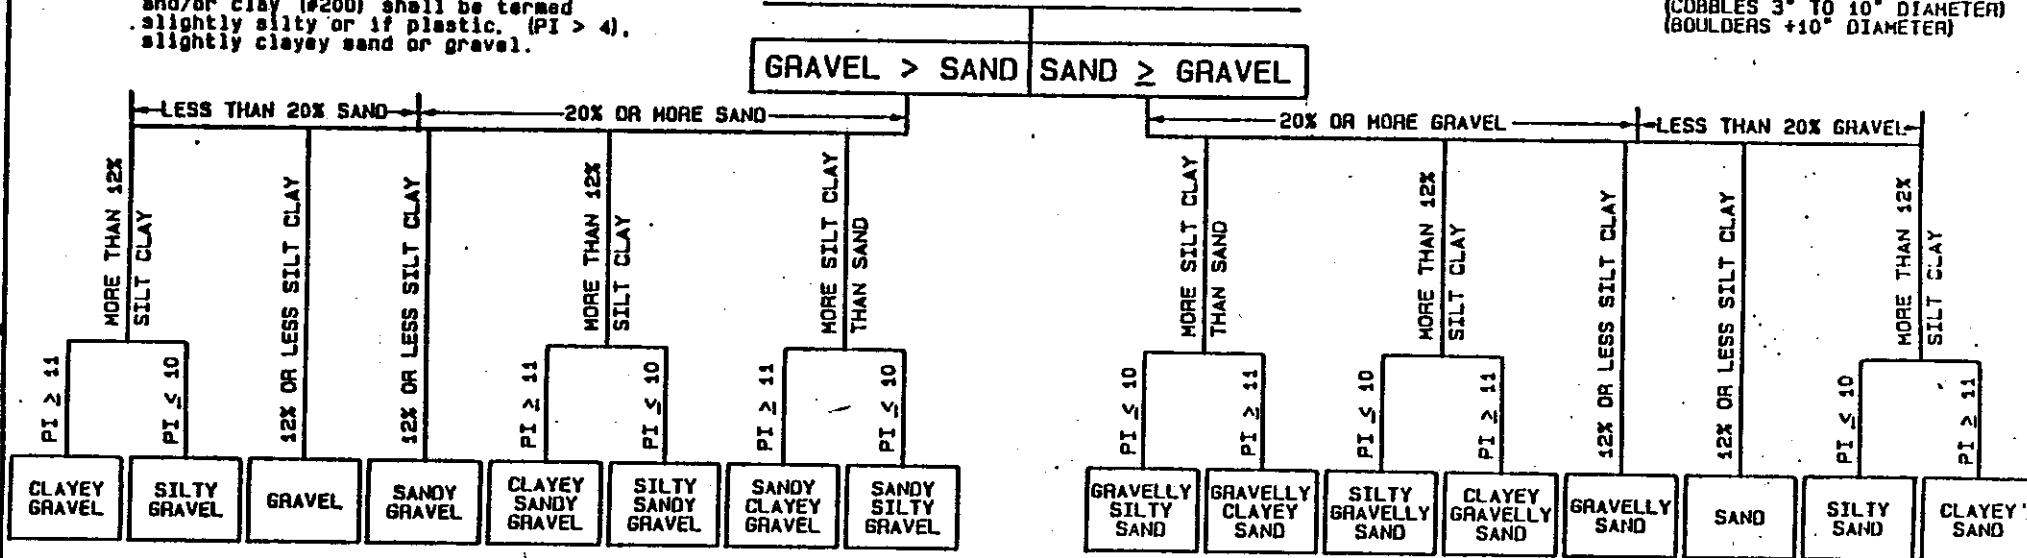 and/or clay (#200) shall be termed
slightly silty or if plastic. (PI > 4),
slightly clayey sand or gravel.
(COBBLES 3" TO 10" DIAMETER)
(BOULDERS +10" DIAMETER)
GRAVEL > SAND
SAND ≥ GRAVEL
LESS THAN 20% SAND
20% OR MORE SAND
20% OR MORE GRAVEL
LESS THAN 20% GRAVEL
MORE THAN 12%
SILT CLAY
12% OR LESS SILT CLAY
12% OR LESS SILT CLAY
MORE THAN 12%
SILT CLAY
MORE SILT CLAY
THAN SAND
MORE SILT CLAY
THAN SAND
MORE THAN 12%
SILT CLAY
12% OR LESS SILT CLAY
12% OR LESS SILT CLAY
MORE THAN 12%
SILT CLAY
PI ≥ 11
PI ≤ 10
PI ≥ 11
PI ≤ 10
PI ≥ 11
PI ≤ 10
PI ≤ 10
PI ≥ 11
PI ≤ 10
PI ≥ 11
PI ≤ 10
PI ≥ 11
CLAYEY
GRAVEL
SILTY
GRAVEL
GRAVEL
SANDY
GRAVEL
CLAYEY
SANDY
GRAVEL
SILTY
SANDY
GRAVEL
SANDY
CLAYEY
GRAVEL
SANDY
SILTY
GRAVEL
GRAVELLY
SILTY
SAND
GRAVELLY
CLAYEY
SAND
SILTY
GRAVELLY
SAND
CLAYEY
GRAVELLY
SAND
GRAVELLY
SAND
SAND
SILTY
SAND
CLAYEY
SAND